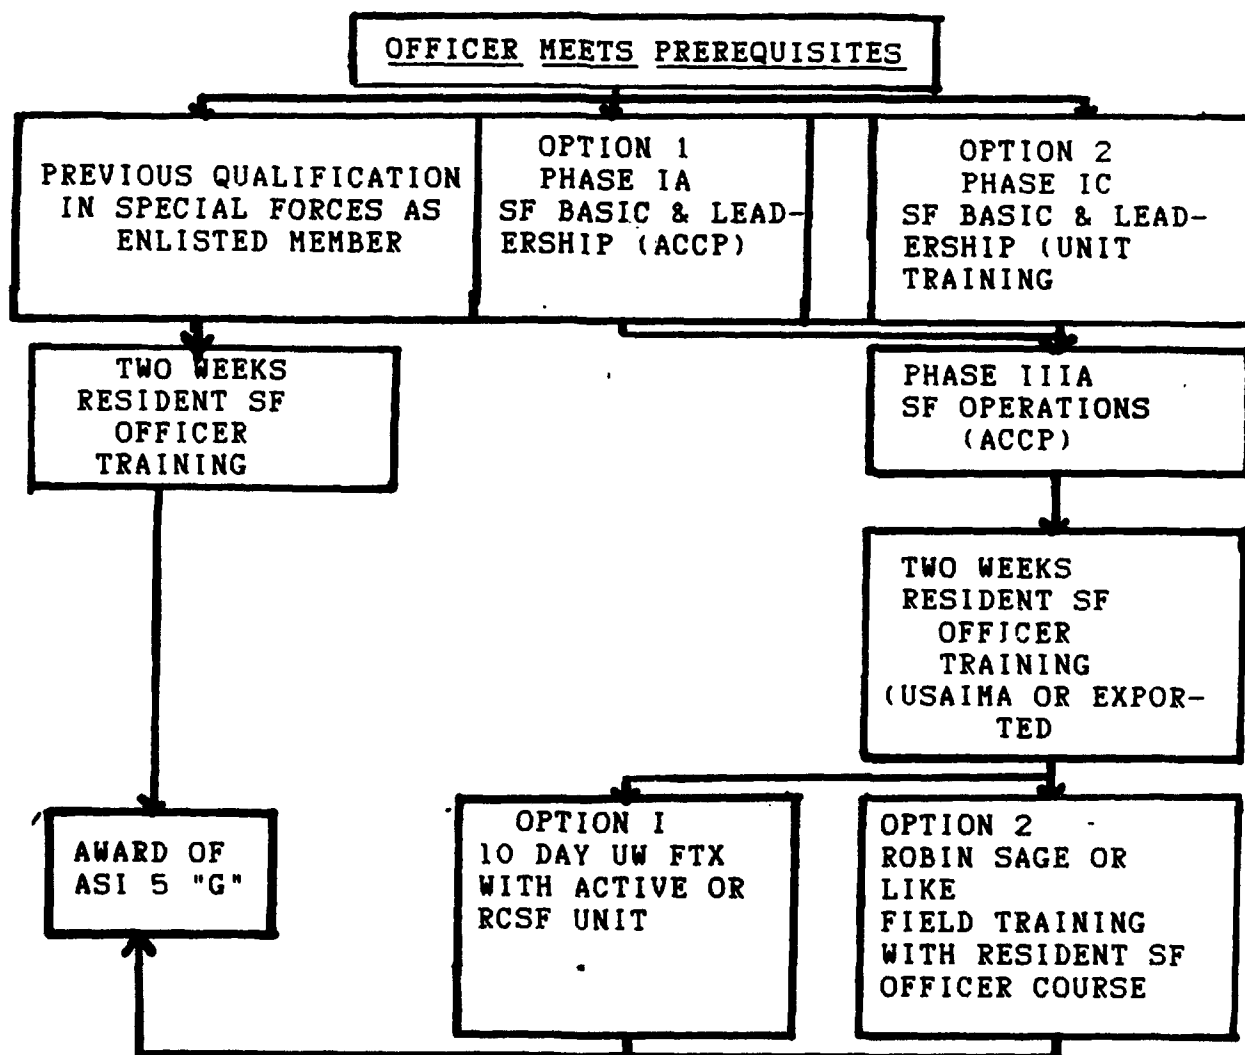 OFFICER MEETS PREREQUISITES
PREVIOUS QUALIFICATION
IN SPECIAL FORCES AS
ENLISTED MEMBER
OPTION 1
PHASE IA
SF BASIC & LEAD-
ERSHIP (ACCP)
OPTION 2
PHASE IC
SF BASIC & LEAD-
ERSHIP (UNIT
TRAINING
TWO WEEKS
RESIDENT SF
OFFICER
TRAINING
PHASE IIIA
SF OPERATIONS
(ACCP)
TWO WEEKS
RESIDENT SF
OFFICER
TRAINING
(USAIMA OR EXPOR-
TED
AWARD OF
ASI 5 "G"
OPTION I
10 DAY UW FTX
WITH ACTIVE OR
RCSF UNIT
OPTION 2
ROBIN SAGE OR
LIKE
FIELD TRAINING
WITH RESIDENT SF
OFFICER COURSE